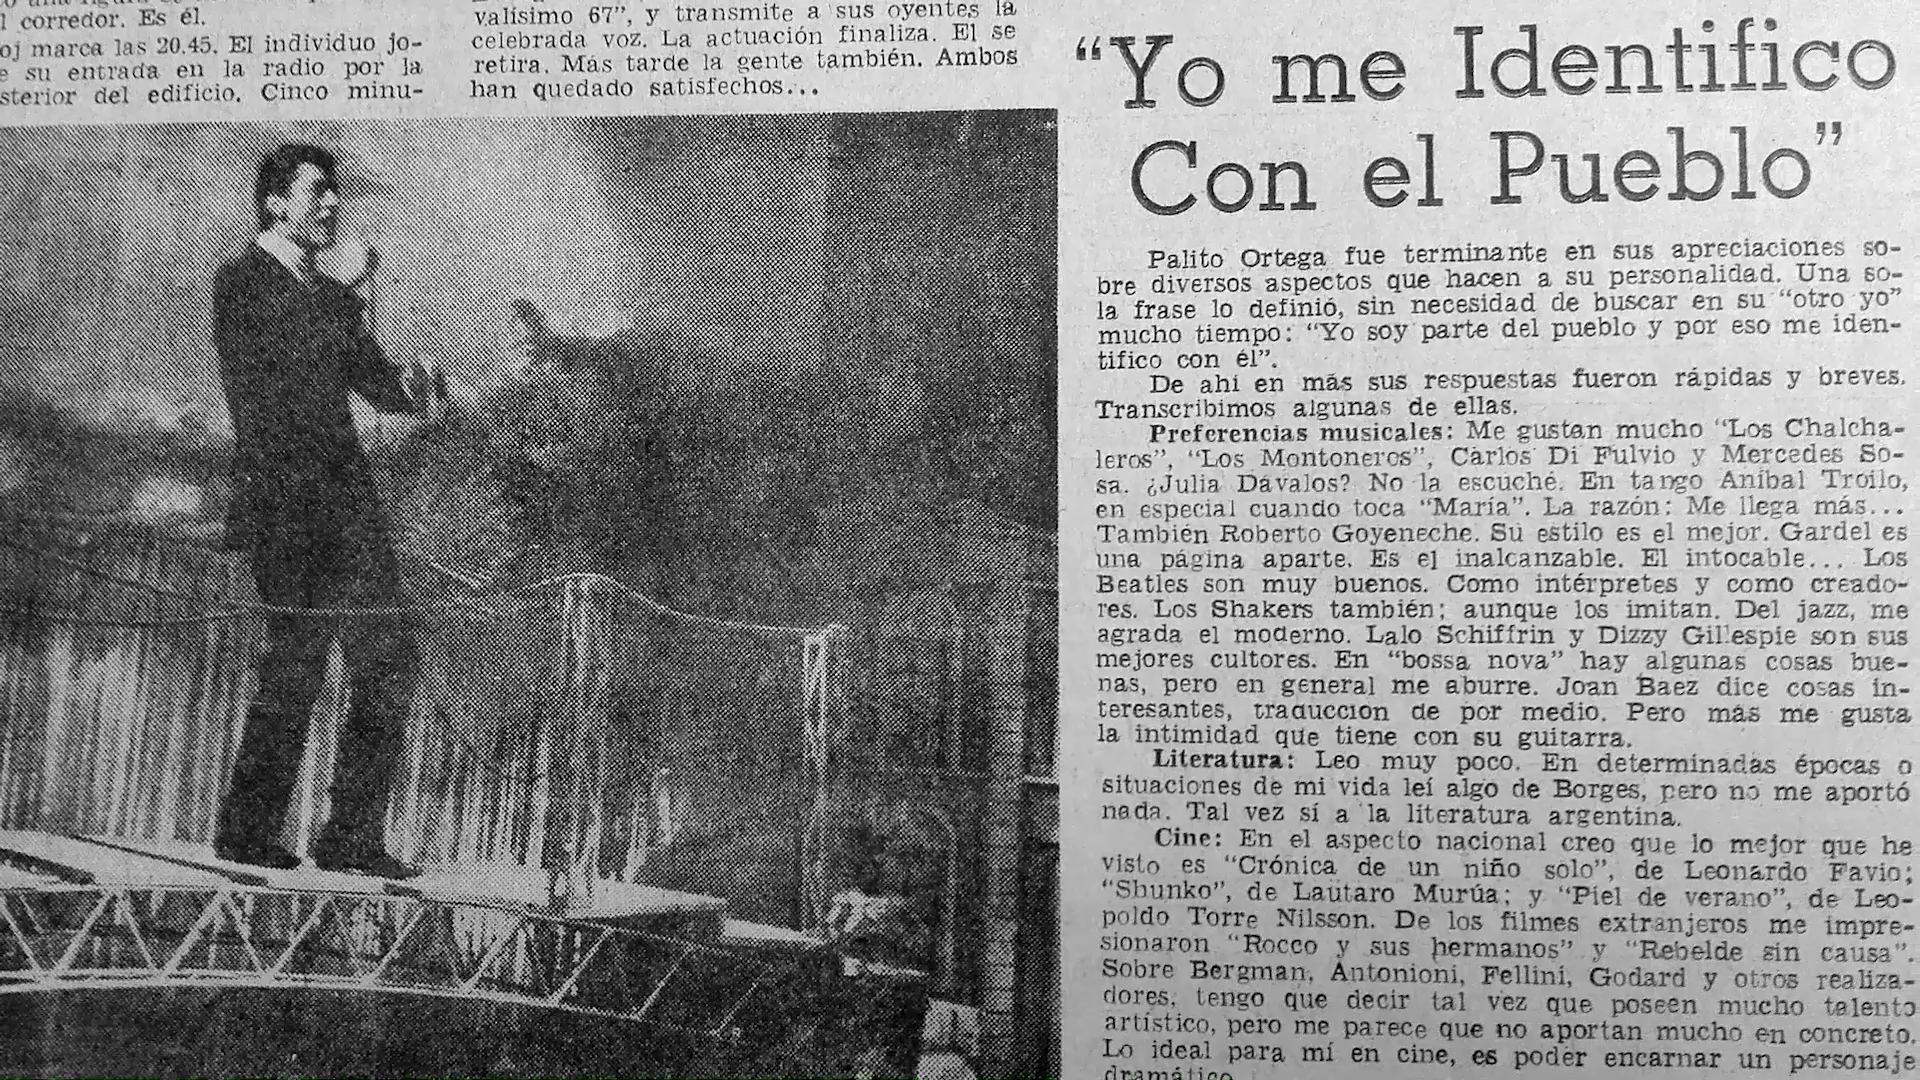 l corredor. Es él.
oj marca las 20.45. El individuo jo-
e su entrada en la radio por la
sterior del edificio. Cinco minu-
valísimo 67", y transmite a sus oyentes la
celebrada voz. La actuación finaliza. El se
retira. Más tarde la gente también. Ambos
han quedado satisfechos...
"Yo me Identifico
Con el Pueblo"
Palito Ortega fue terminante en sus apreciaciones so-
bre diversos aspectos que hacen a su personalidad. Una so-
la frase lo definió, sin necesidad de buscar en su "otro yo"
mucho tiempo: "Yo soy parte del pueblo y por eso me iden-
tifico con él".
De ahí en más sus respuestas fueron rápidas y breves.
Transcribimos algunas de ellas.
Preferencias musicales: Me gustan mucho "Los Chalcha-
leros", "Los Montoneros", Carlos Di Fulvio y Mercedes So-
sa. ¿Julia Dávalos? No la escuché. En tango Aníbal Troilo,
en especial cuando toca "María". La razón: Me llega más...
También Roberto Goyeneche. Su estilo es el mejor. Gardel es
una página aparte. Es el inalcanzable. El intocable... Los
Beatles son muy buenos. Como intérpretes y como creado-
res. Los Shakers también; aunque los imitan. Del jazz, me
agrada el moderno. Lalo Schiffrin y Dizzy Gillespie son sus
mejores cultores. En "bossa nova" hay algunas cosas bue-
nas, pero en general me aburre. Joan Baez dice cosas in-
teresantes, traducción de por medio. Pero más me gusta
la intimidad que tiene con su guitarra.
Literatura: Leo muy poco. En determinadas épocas o
situaciones de mi vida leí algo de Borges, pero no me aportó
nada. Tal vez sí a la literatura argentina.
Cine: En el aspecto nacional creo que lo mejor que he
visto es "Crónica de un niño solo", de Leonardo Favio;
"Shunko", de Lautaro Murúa; y "Piel de verano", de Leo-
poldo Torre Nilsson. De los filmes extranjeros me impre-
sionaron "Rocco y sus hermanos" y "Rebelde sin causa".
Sobre Bergman, Antonioni, Fellini, Godard y otros realiza-
dores, tengo que decir tal vez que poseen mucho talento
artístico, pero me parece que no aportan mucho en concreto.
Lo ideal para mí en cine, es poder encarnar un personaje
dramático